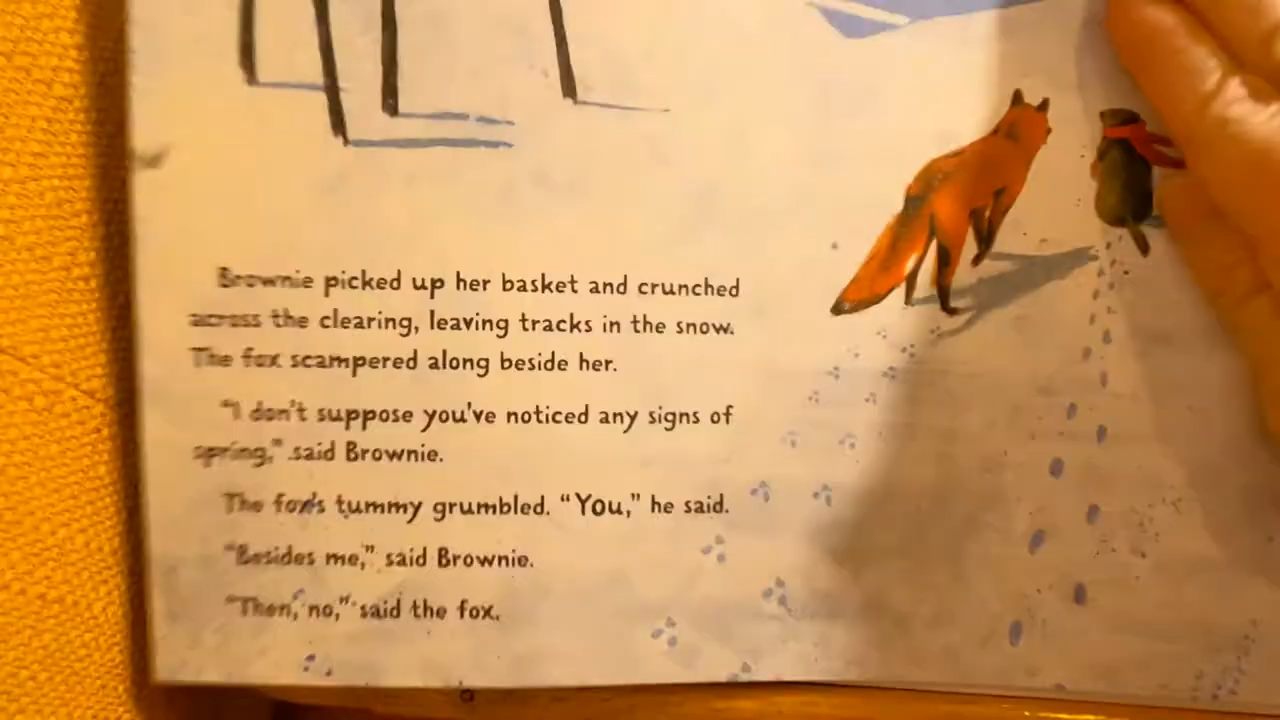 Brownie picked up her basket and crunched
across the clearing, leaving tracks in the snow.
The fox scampered along beside her.
“I don't suppose you've noticed any signs of
spring,” said Brownie.
The fox's tummy grumbled. “You,” he said.
“Besides me,” said Brownie.
“Then, no,” said the fox.